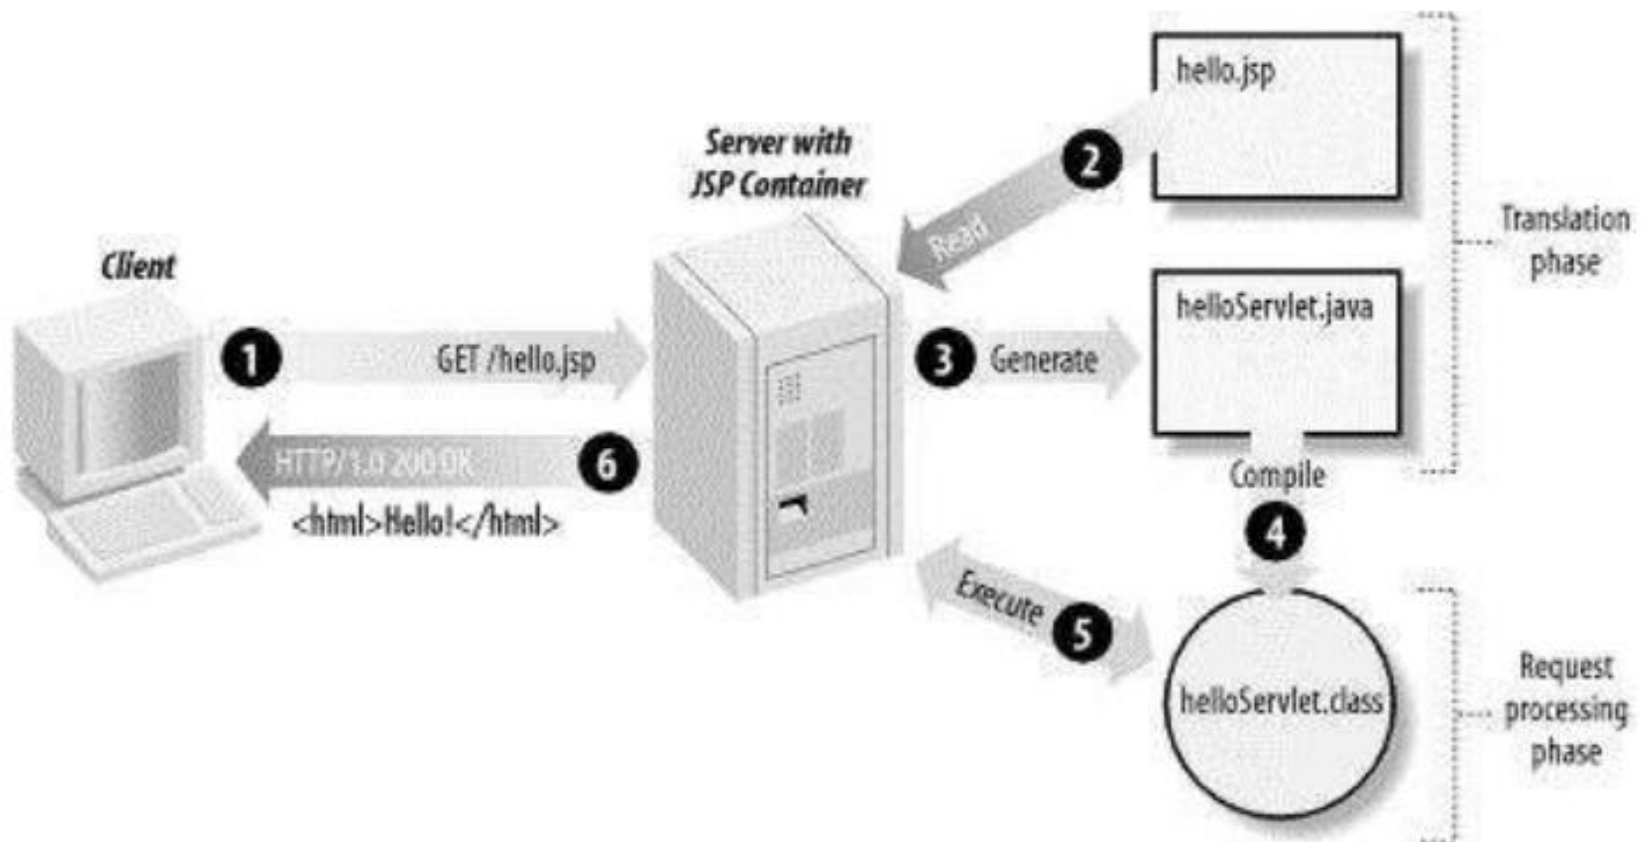 hello.jsp
Server with
JSP Container
2
Read
Translation
phase
Client
helloServlet.java
1
GET /hello.jsp
3
Generate
HTTP/1.0 200 OK
6
<html>Hello!</html>
Compile
4
Execute
5
helloServlet.class
Request
processing
phase